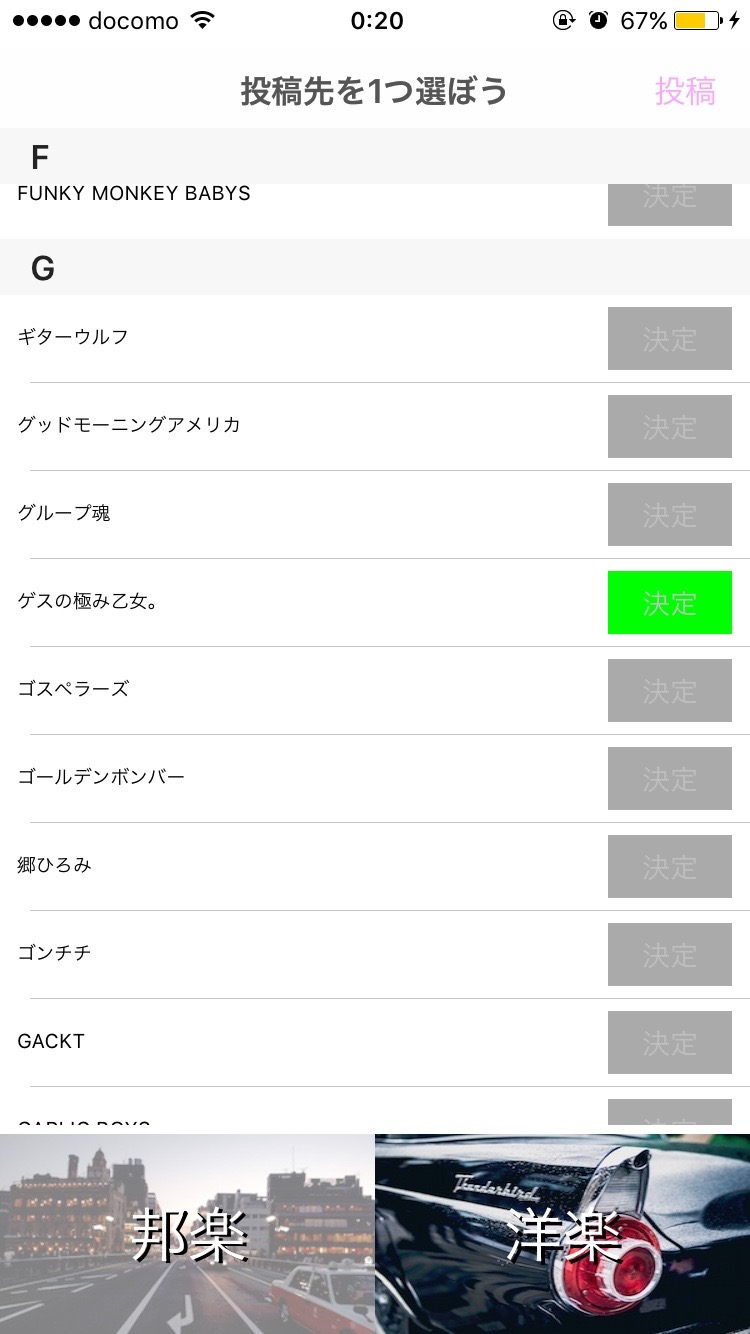 docomo 0:20 67%
投稿先を1つ選ぼう 投稿
F
FUNKY MONKEY BABYS 決定
G
ギターウルフ 決定
グッドモーニングアメリカ 決定
グループ魂 決定
ゲスの極み乙女。 決定
ゴスペラーズ 決定
ゴールデンボンバー 決定
郷ひろみ 決定
ゴンチチ 決定
GACKT 決定
Thunderbird
邦楽 洋楽